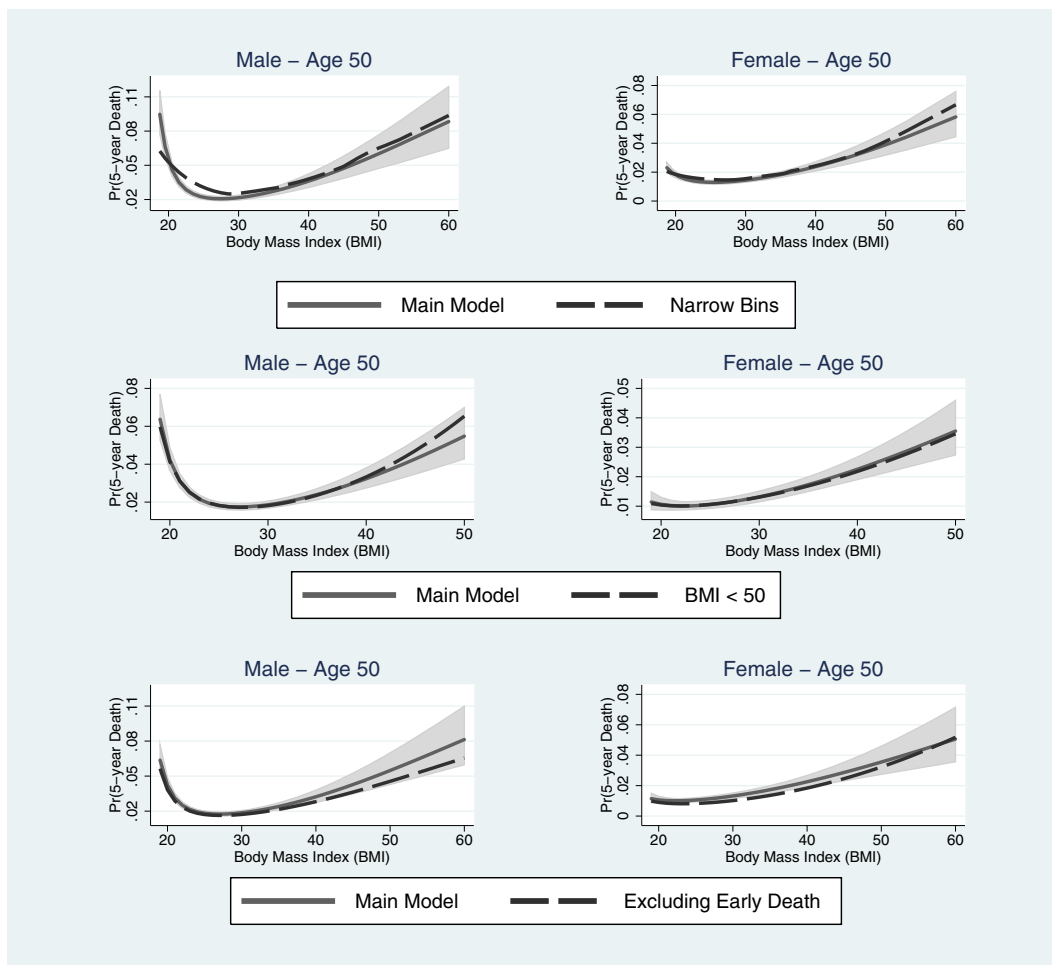 Male – Age 50
Pr(5-year Death)
.11
.08
.05
.02
20 30 40 50 60
Body Mass Index (BMI)
Female – Age 50
Pr(5-year Death)
.08
.06
.04
.02
0
20 30 40 50 60
Body Mass Index (BMI)
Main Model Narrow Bins
Male – Age 50
Pr(5-year Death)
.08
.06
.04
.02
20 30 40 50
Body Mass Index (BMI)
Female – Age 50
Pr(5-year Death)
.05
.04
.03
.02
.01
20 30 40 50
Body Mass Index (BMI)
Main Model BMI < 50
Male – Age 50
Pr(5-year Death)
.11
.08
.05
.02
20 30 40 50 60
Body Mass Index (BMI)
Female – Age 50
Pr(5-year Death)
.08
.06
.04
.02
0
20 30 40 50 60
Body Mass Index (BMI)
Main Model Excluding Early Death